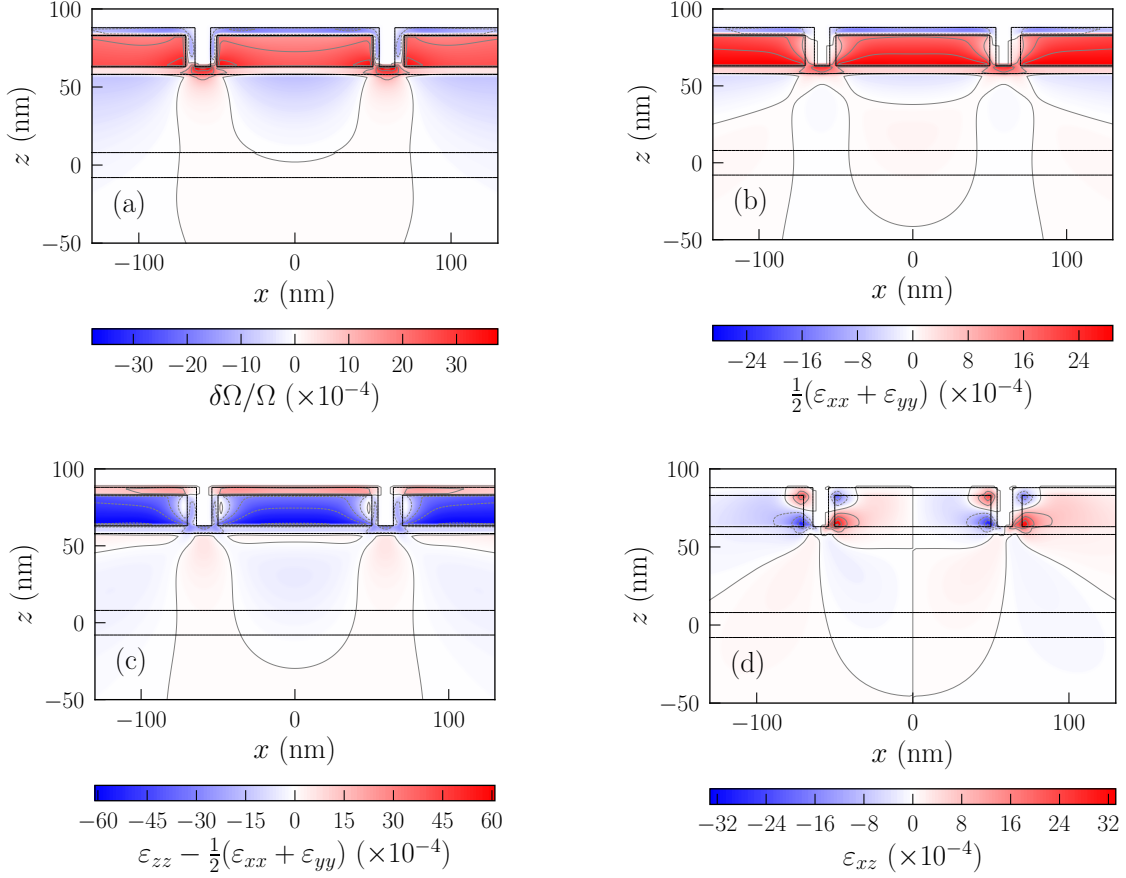 100
50
0
−50
z (nm)
(a)
−100 0 100
x (nm)
−30 −20 −10 0 10 20 30
δΩ/Ω (×10⁻⁴)
100
50
0
−50
z (nm)
(b)
−100 0 100
x (nm)
−24 −16 −8 0 8 16 24
½(εxx + εyy) (×10⁻⁴)
100
50
0
−50
z (nm)
(c)
−100 0 100
x (nm)
−60 −45 −30 −15 0 15 30 45 60
εzz − ½(εxx + εyy) (×10⁻⁴)
100
50
0
−50
z (nm)
(d)
−100 0 100
x (nm)
−32 −24 −16 −8 0 8 16 24 32
εxz (×10⁻⁴)